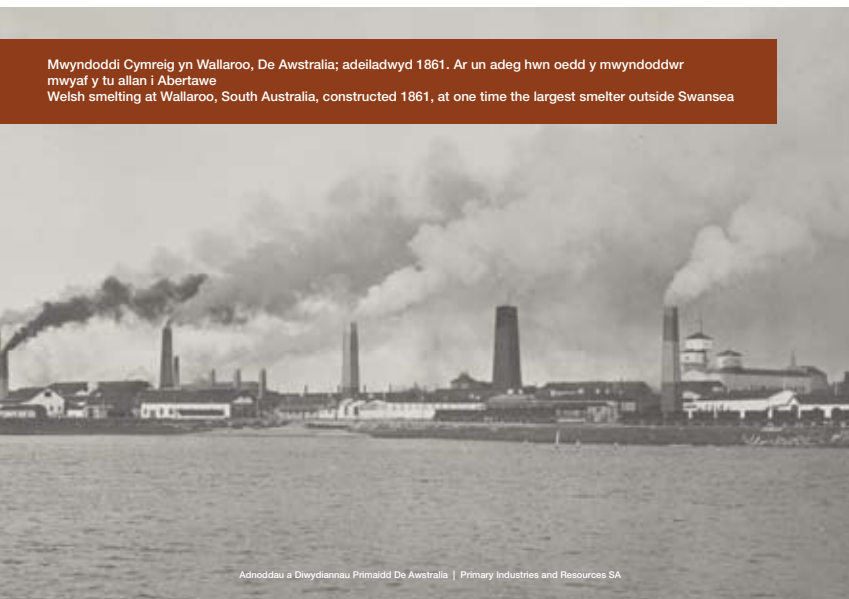 Mwyndoddi Cymreig yn Wallaroo, De Awstralia; adeiladwyd 1861. Ar un adeg hwn oedd y mwyndoddwr
mwyaf y tu allan i Abertawe
Welsh smelting at Wallaroo, South Australia, constructed 1861, at one time the largest smelter outside Swansea
Adnoddau a Diwydiannau Primaidd De Awstralia | Primary Industries and Resources SA